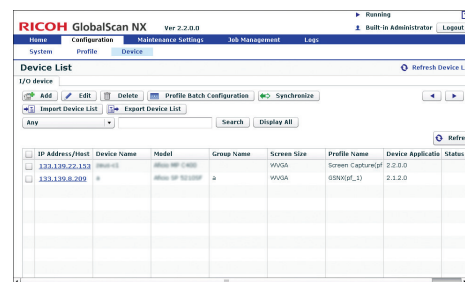 Running
RICOH GlobalScan NX Ver 2.2.0.0
Built-in Administrator Logout
Home Configuration Maintenance Settings Job Management Logs
System Profile Device
Device List
Refresh Device L
I/O device
Add Edit Delete Profile Batch Configuration Synchronize
Import Device List Export Device List
Any Search Display All
Refre
IP Address/Host Device Name Model Group Name Screen Size Profile Name Device Applicatio Status
133.139.22.153 WVGA Screen Capture(pf 2.2.0.0
133.139.8.209 a a WVGA GSNX(pf_1) 2.1.2.0